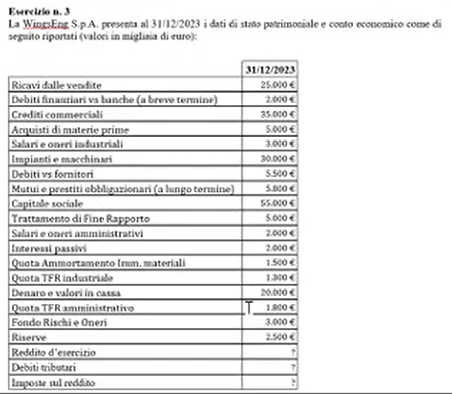 Esercizio n. 3
La WingsEng S.p.A. presenta al 31/12/2023 i dati di stato patrimoniale e conto economico come di
seguito riportati (valori in migliaia di euro):
31/12/2023
Ricavi dalle vendite 25.000 €
Debiti finanziari vs banche (a breve termine) 2.000 €
Crediti commerciali 35.000 €
Acquisti di materie prime 5.000 €
Salari e oneri industriali 3.000 €
Impianti e macchinari 30.000 €
Debiti vs fornitori 5.500 €
Mutui e prestiti obbligazionari (a lungo termine) 5.800 €
Capitale sociale 55.000 €
Trattamento di Fine Rapporto 5.000 €
Salari e oneri amministrativi 2.000 €
Interessi passivi 2.000 €
Quota Ammortamento Imm. materiali 1.500 €
Quota TFR industriale 1.300 €
Denaro e valori in cassa 20.000 €
Quota TFR amministrativo 1.800 €
Fondo Rischi e Oneri 3.000 €
Riserve 2.500 €
Reddito d'esercizio ?
Debiti tributari ?
Imposte sul reddito ?